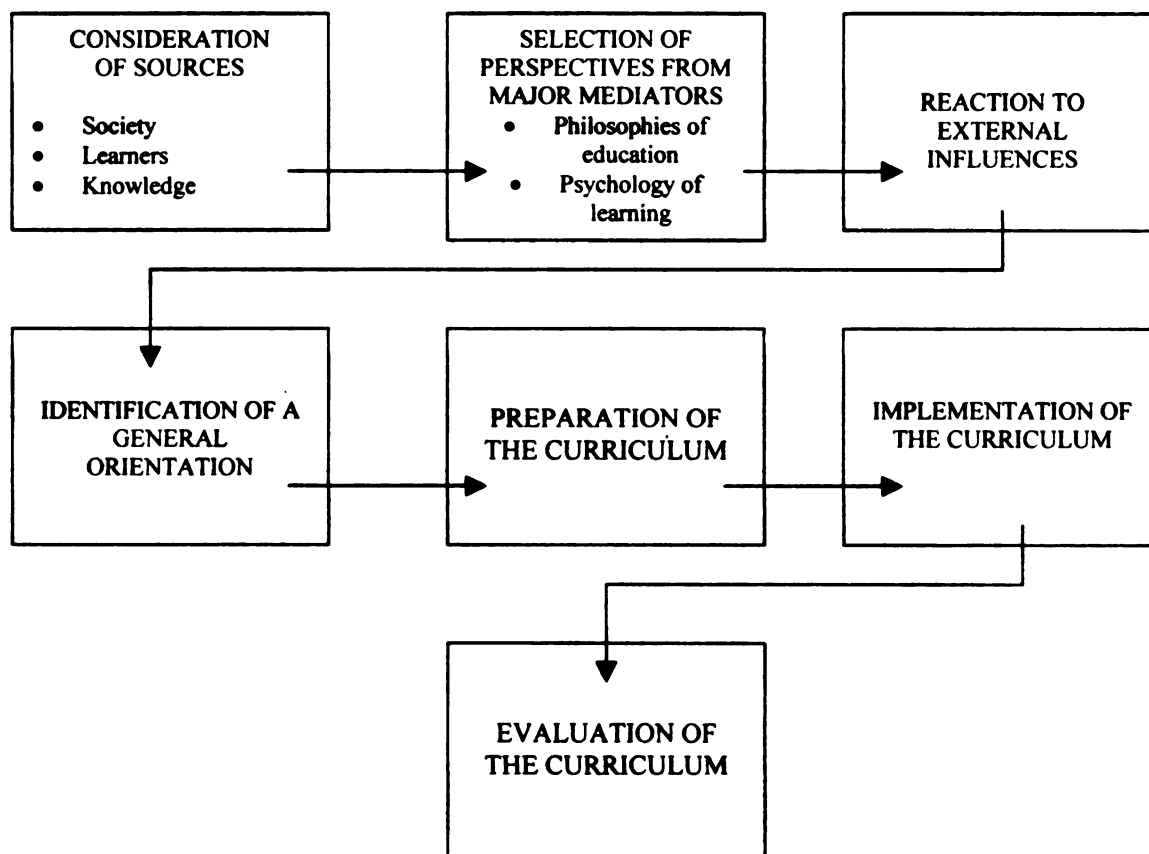 CONSIDERATION
OF SOURCES
• Society
• Learners
• Knowledge
SELECTION OF
PERSPECTIVES FROM
MAJOR MEDIATORS
• Philosophies of
education
• Psychology of
learning
REACTION TO
EXTERNAL
INFLUENCES
IDENTIFICATION OF A
GENERAL
ORIENTATION
PREPARATION OF
THE CURRICULUM
IMPLEMENTATION OF
THE CURRICULUM
EVALUATION OF
THE CURRICULUM